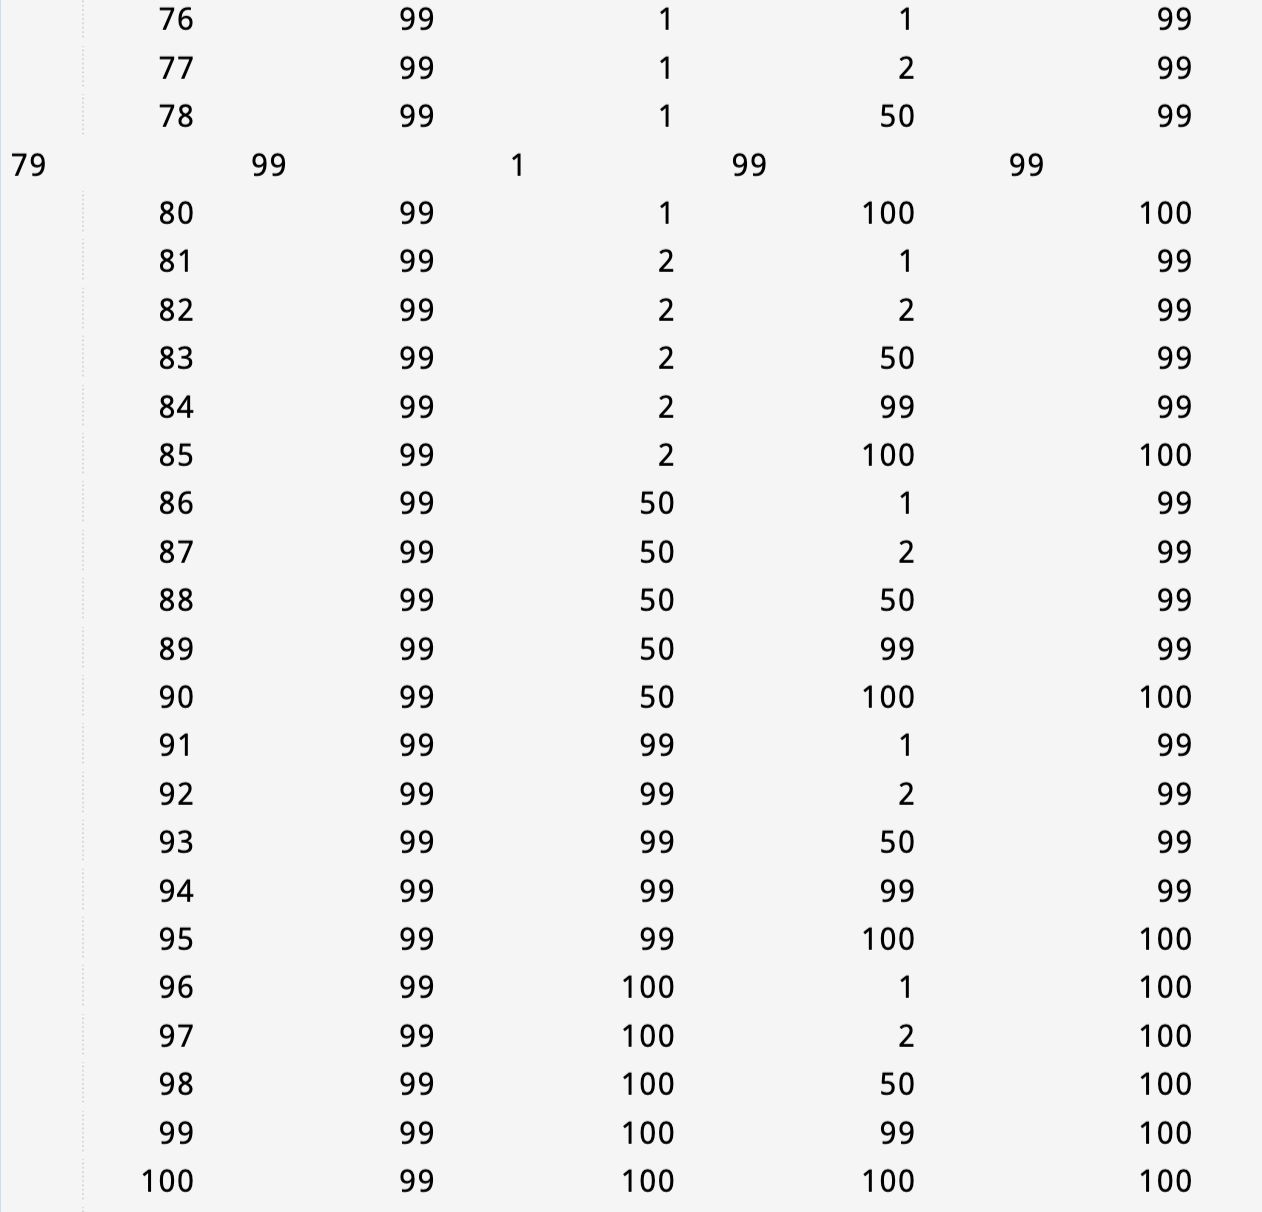 76 99 1 1 99
77 99 1 2 99
78 99 1 50 99
79 99 1 99 99
80 99 1 100 100
81 99 2 1 99
82 99 2 2 99
83 99 2 50 99
84 99 2 99 99
85 99 2 100 100
86 99 50 1 99
87 99 50 2 99
88 99 50 50 99
89 99 50 99 99
90 99 50 100 100
91 99 99 1 99
92 99 99 2 99
93 99 99 50 99
94 99 99 99 99
95 99 99 100 100
96 99 100 1 100
97 99 100 2 100
98 99 100 50 100
99 99 100 99 100
100 99 100 100 100